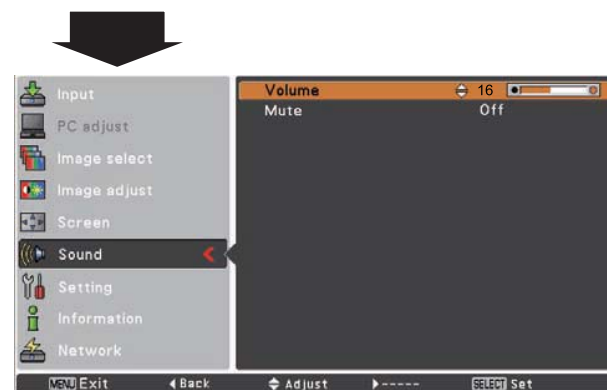 Input
PC adjust
Image select
Image adjust
Screen
Sound
Setting
Information
Network
Volume 16
Mute Off
MENU Exit Back Adjust ----- SELECT Set